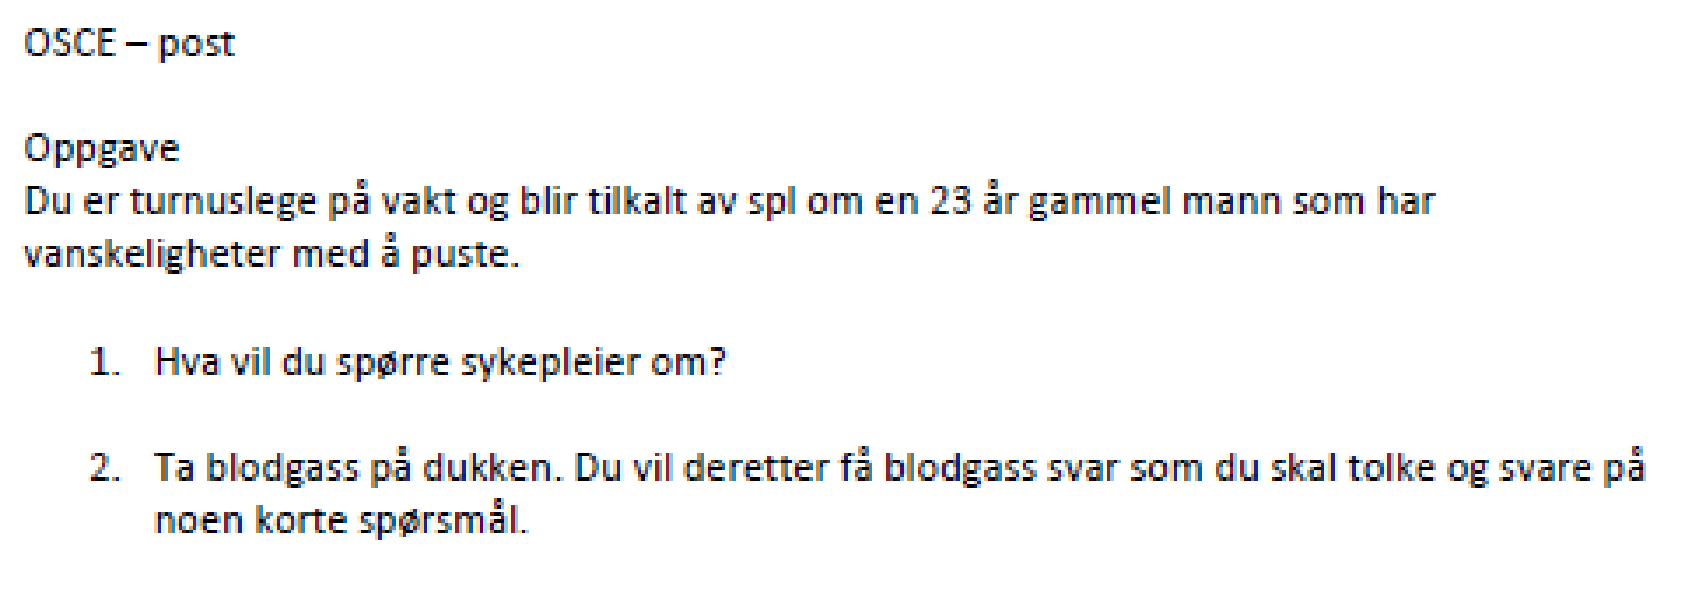 OSCE – post
Oppgave
Du er turnuslege på vakt og blir tilkalt av spl om en 23 år gammel mann som har
vanskeligheter med å puste.
1. Hva vil du spørre sykepleier om?
2. Ta blodgass på dukken. Du vil deretter få blodgass svar som du skal tolke og svare på
noen korte spørsmål.